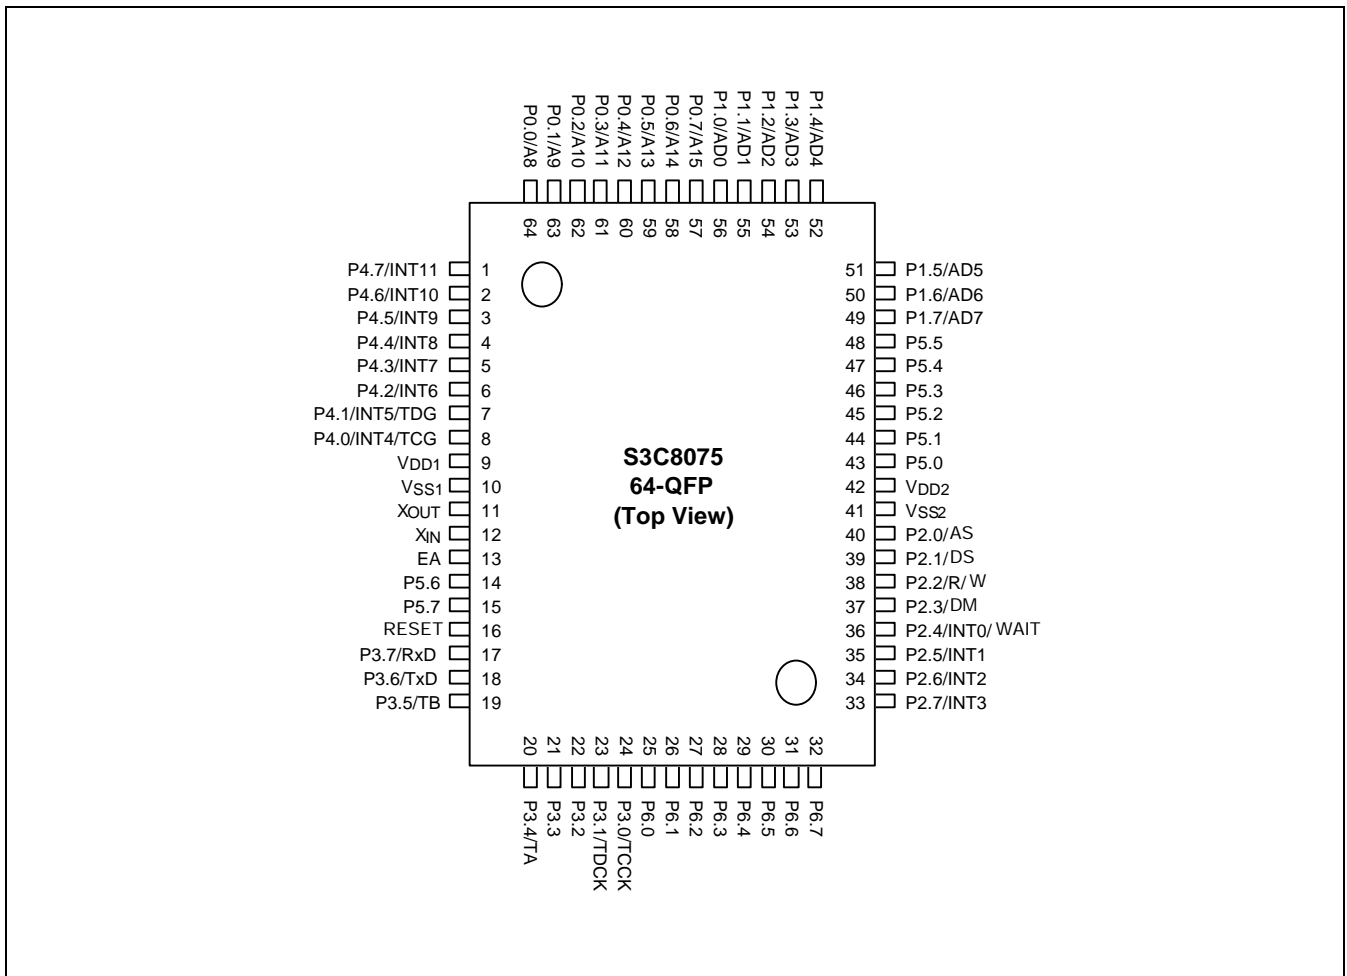 P0.0/A8
P0.1/A9
P0.2/A10
P0.3/A11
P0.4/A12
P0.5/A13
P0.6/A14
P0.7/A15
P1.0/AD0
P1.1/AD1
P1.2/AD2
P1.3/AD3
P1.4/AD4
64
63
62
61
60
59
58
57
56
55
54
53
52
P4.7/INT11 1
P4.6/INT10 2
P4.5/INT9 3
P4.4/INT8 4
P4.3/INT7 5
P4.2/INT6 6
P4.1/INT5/TDG 7
P4.0/INT4/TCG 8
VDD1 9
VSS1 10
XOUT 11
XIN 12
EA 13
P5.6 14
P5.7 15
RESET 16
P3.7/RxD 17
P3.6/TxD 18
P3.5/TB 19
S3C8075
64-QFP
(Top View)
51 P1.5/AD5
50 P1.6/AD6
49 P1.7/AD7
48 P5.5
47 P5.4
46 P5.3
45 P5.2
44 P5.1
43 P5.0
42 VDD2
41 VSS2
40 P2.0/AS
39 P2.1/DS
38 P2.2/R/W
37 P2.3/DM
36 P2.4/INT0/WAIT
35 P2.5/INT1
34 P2.6/INT2
33 P2.7/INT3
20
21
22
23
24
25
26
27
28
29
30
31
32
P3.4/TA
P3.3
P3.2
P3.1/TDCK
P3.0/TCCK
P6.0
P6.1
P6.2
P6.3
P6.4
P6.5
P6.6
P6.7